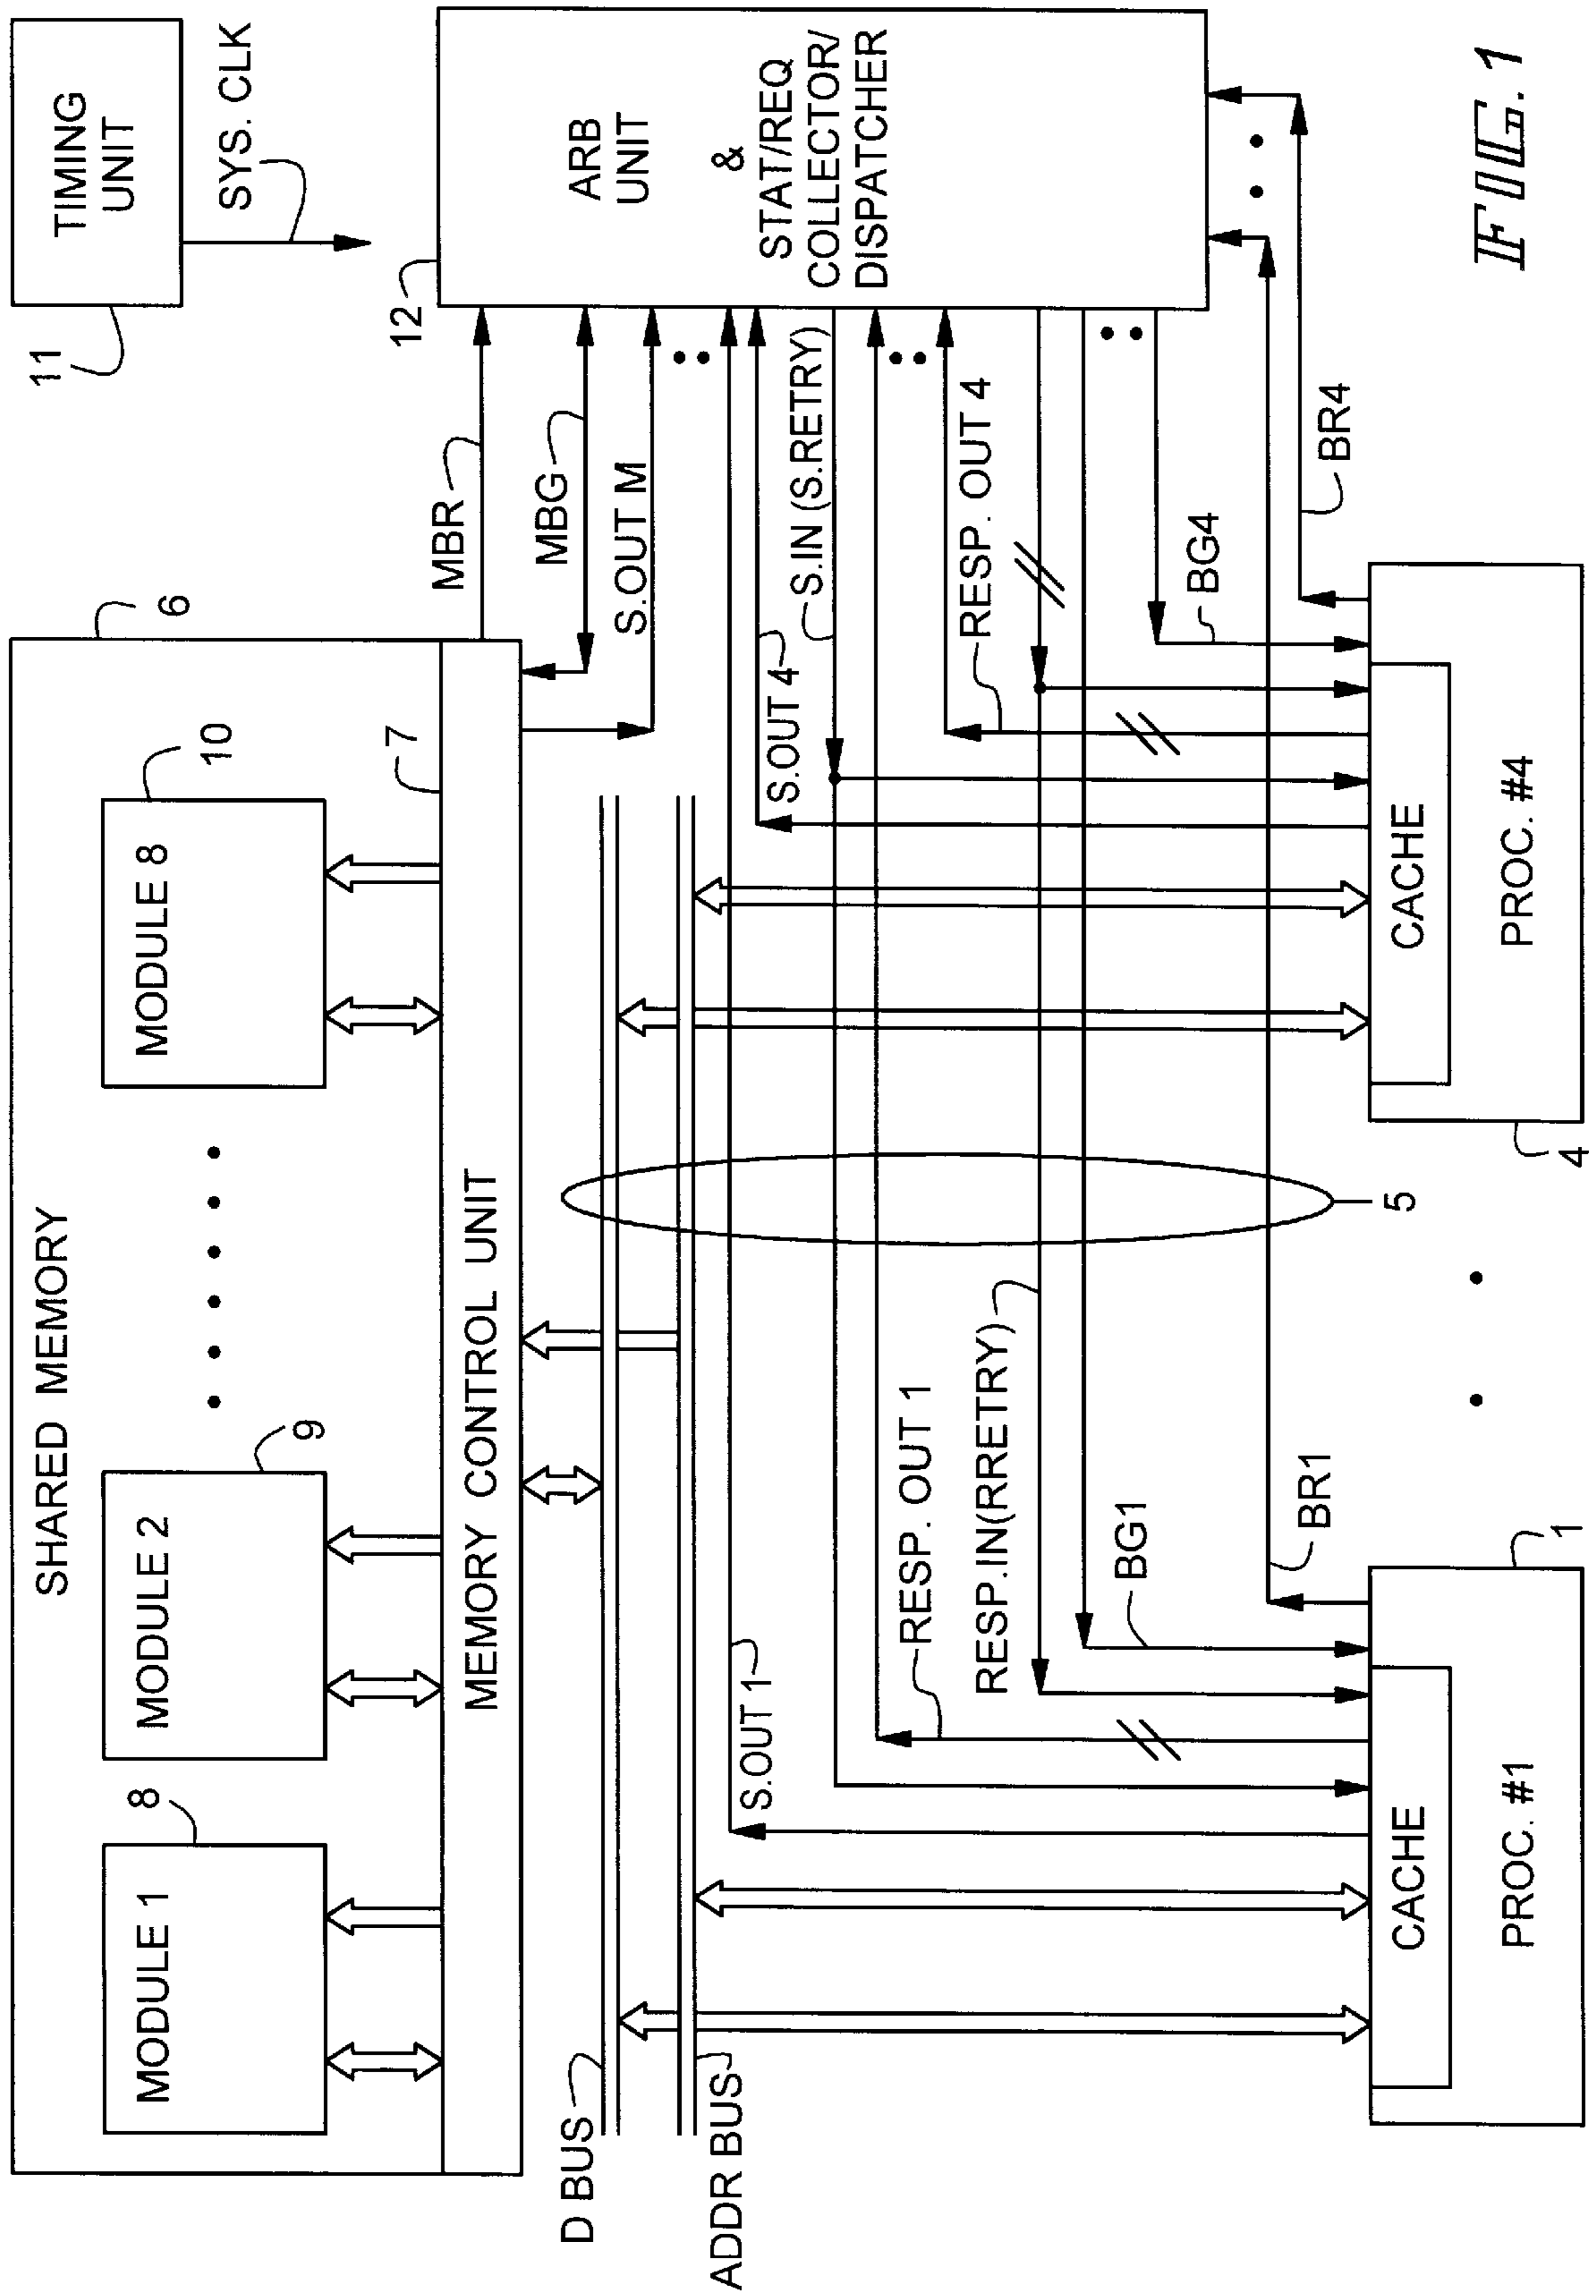 SHARED MEMORY
6
MODULE 1
8
MODULE 2
9
MODULE 8
10
MEMORY CONTROL UNIT
7
TIMING
UNIT
11
SYS. CLK
12
ARB
UNIT
&
STAT/REQ
COLLECTOR/
DISPATCHER
MBR
MBG
S.OUT M
D BUS
ADDR BUS
S.OUT 1
S.OUT 4
S.IN (S.RETRY)
RESP. OUT 1
RESP. OUT 4
RESP.IN(RRETRY)
BG1
BG4
BR1
BR4
5
CACHE
PROC. #1
1
CACHE
PROC. #4
4
FIG. 1